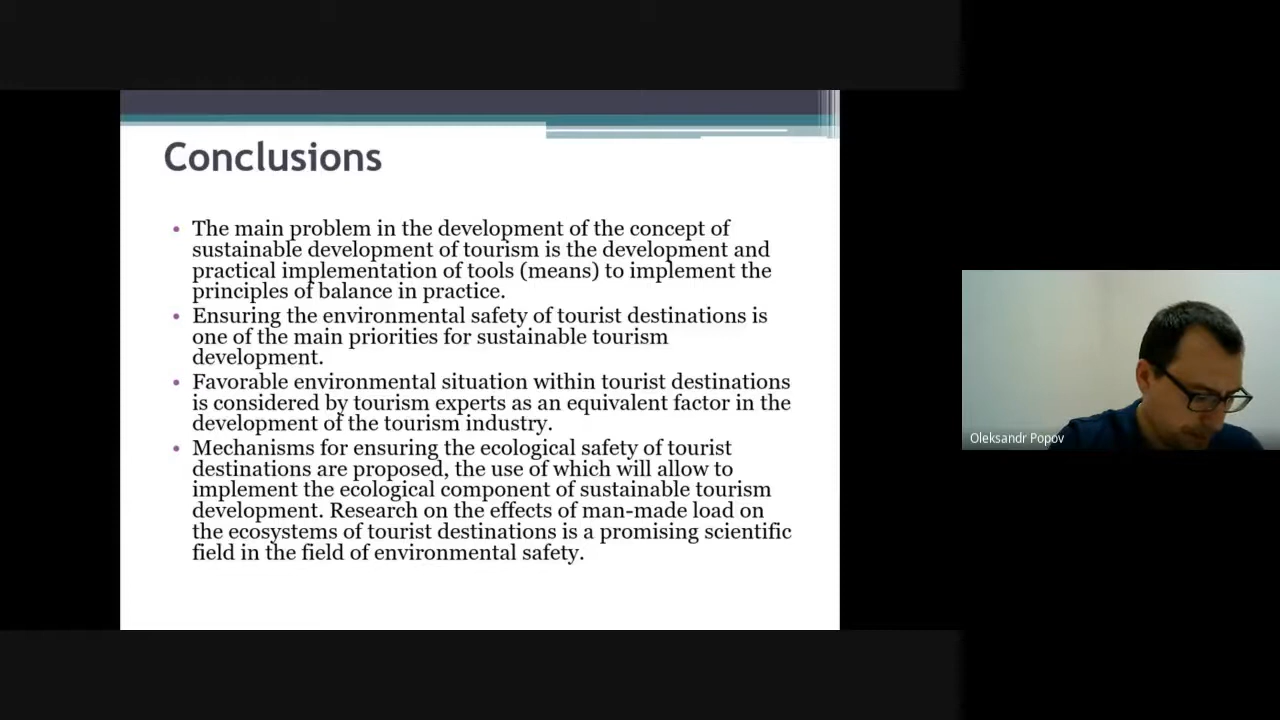 Conclusions
• The main problem in the development of the concept of
sustainable development of tourism is the development and
practical implementation of tools (means) to implement the
principles of balance in practice.
• Ensuring the environmental safety of tourist destinations is
one of the main priorities for sustainable tourism
development.
• Favorable environmental situation within tourist destinations
is considered by tourism experts as an equivalent factor in the
development of the tourism industry.
• Mechanisms for ensuring the ecological safety of tourist
destinations are proposed, the use of which will allow to
implement the ecological component of sustainable tourism
development. Research on the effects of man-made load on
the ecosystems of tourist destinations is a promising scientific
field in the field of environmental safety.
Oleksandr Popov